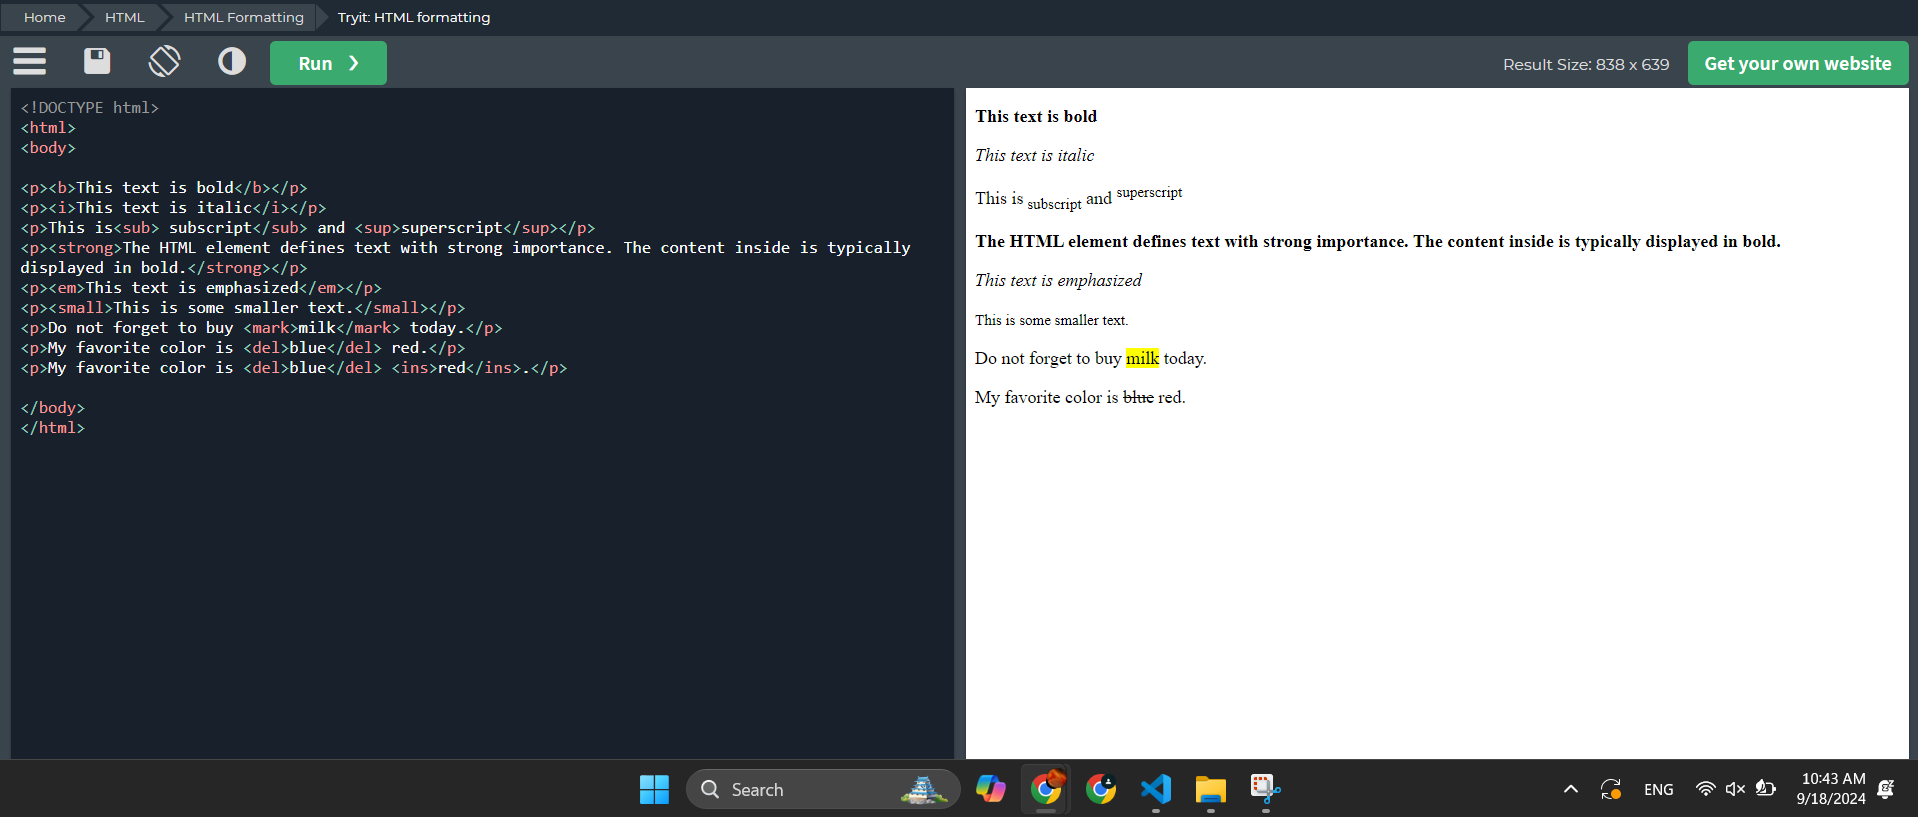 Home HTML HTML Formatting Tryit: HTML formatting
Run ❯ Result Size: 838 x 639 Get your own website
<!DOCTYPE html>
<html>
<body>
<p><b>This text is bold</b></p>
<p><i>This text is italic</i></p>
<p>This is<sub> subscript</sub> and <sup>superscript</sup></p>
<p><strong>The HTML element defines text with strong importance. The content inside is typically
displayed in bold.</strong></p>
<p><em>This text is emphasized</em></p>
<p><small>This is some smaller text.</small></p>
<p>Do not forget to buy <mark>milk</mark> today.</p>
<p>My favorite color is <del>blue</del> red.</p>
<p>My favorite color is <del>blue</del> <ins>red</ins>.</p>
</body>
</html>
This text is bold
This text is italic
This is subscript and superscript
The HTML element defines text with strong importance. The content inside is typically displayed in bold.
This text is emphasized
This is some smaller text.
Do not forget to buy milk today.
My favorite color is blue red.
Search
ENG
10:43 AM
9/18/2024